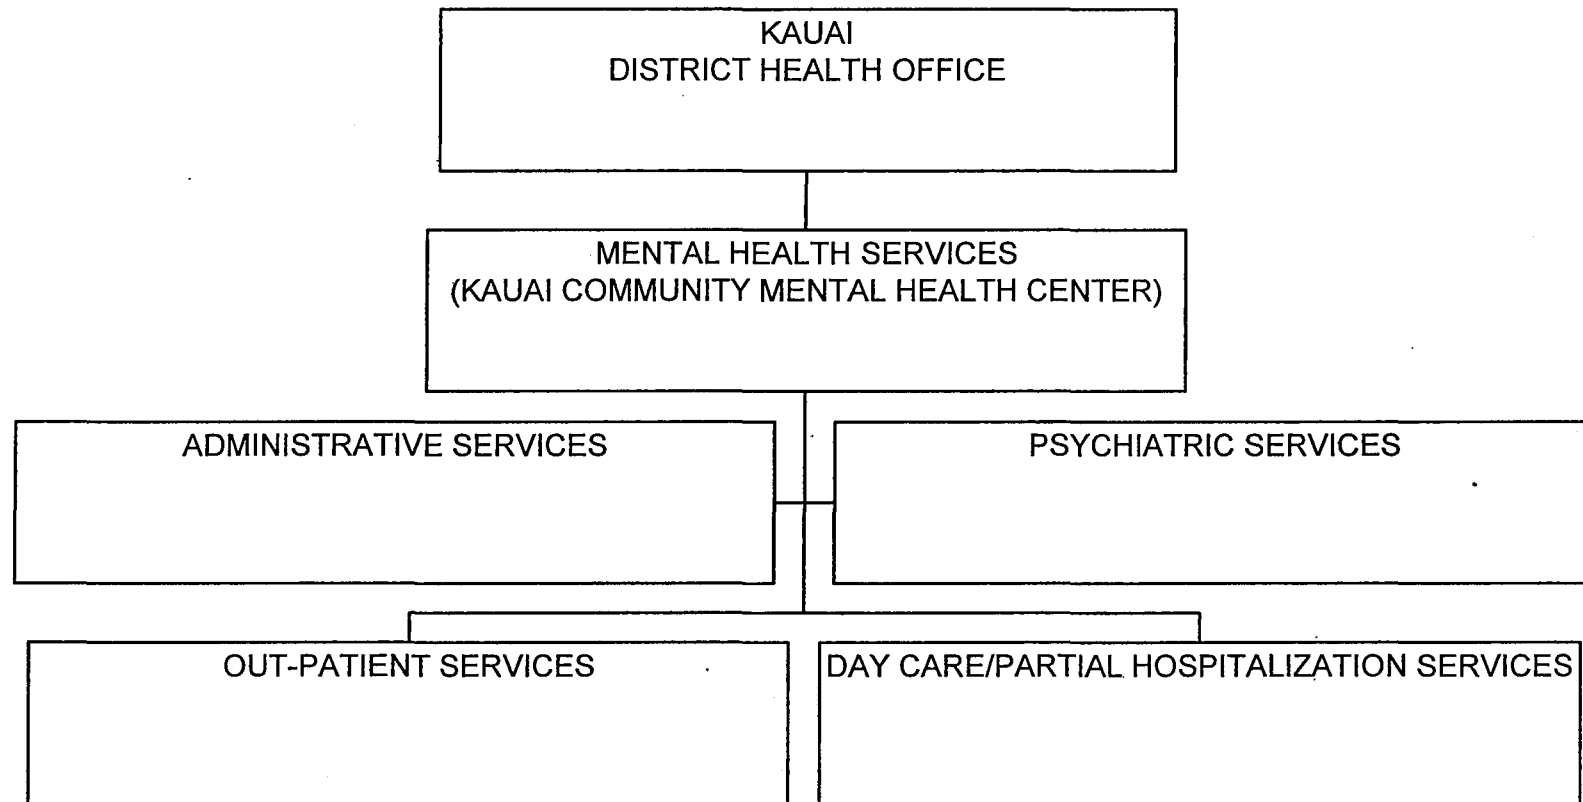 KAUAI
DISTRICT HEALTH OFFICE
MENTAL HEALTH SERVICES
(KAUAI COMMUNITY MENTAL HEALTH CENTER)
ADMINISTRATIVE SERVICES
PSYCHIATRIC SERVICES
OUT-PATIENT SERVICES
DAY CARE/PARTIAL HOSPITALIZATION SERVICES